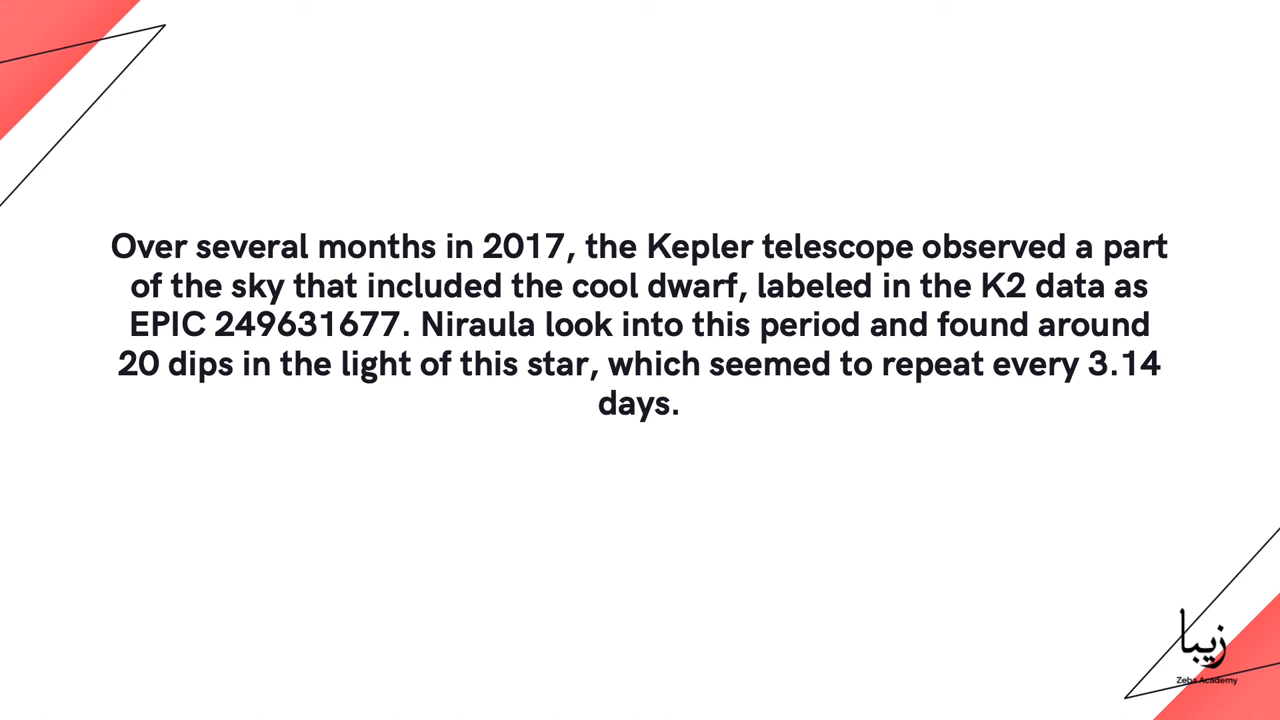 Over several months in 2017, the Kepler telescope observed a part
of the sky that included the cool dwarf, labeled in the K2 data as
EPIC 249631677. Niraula look into this period and found around
20 dips in the light of this star, which seemed to repeat every 3.14
days.
زیبا
Zeba Academy